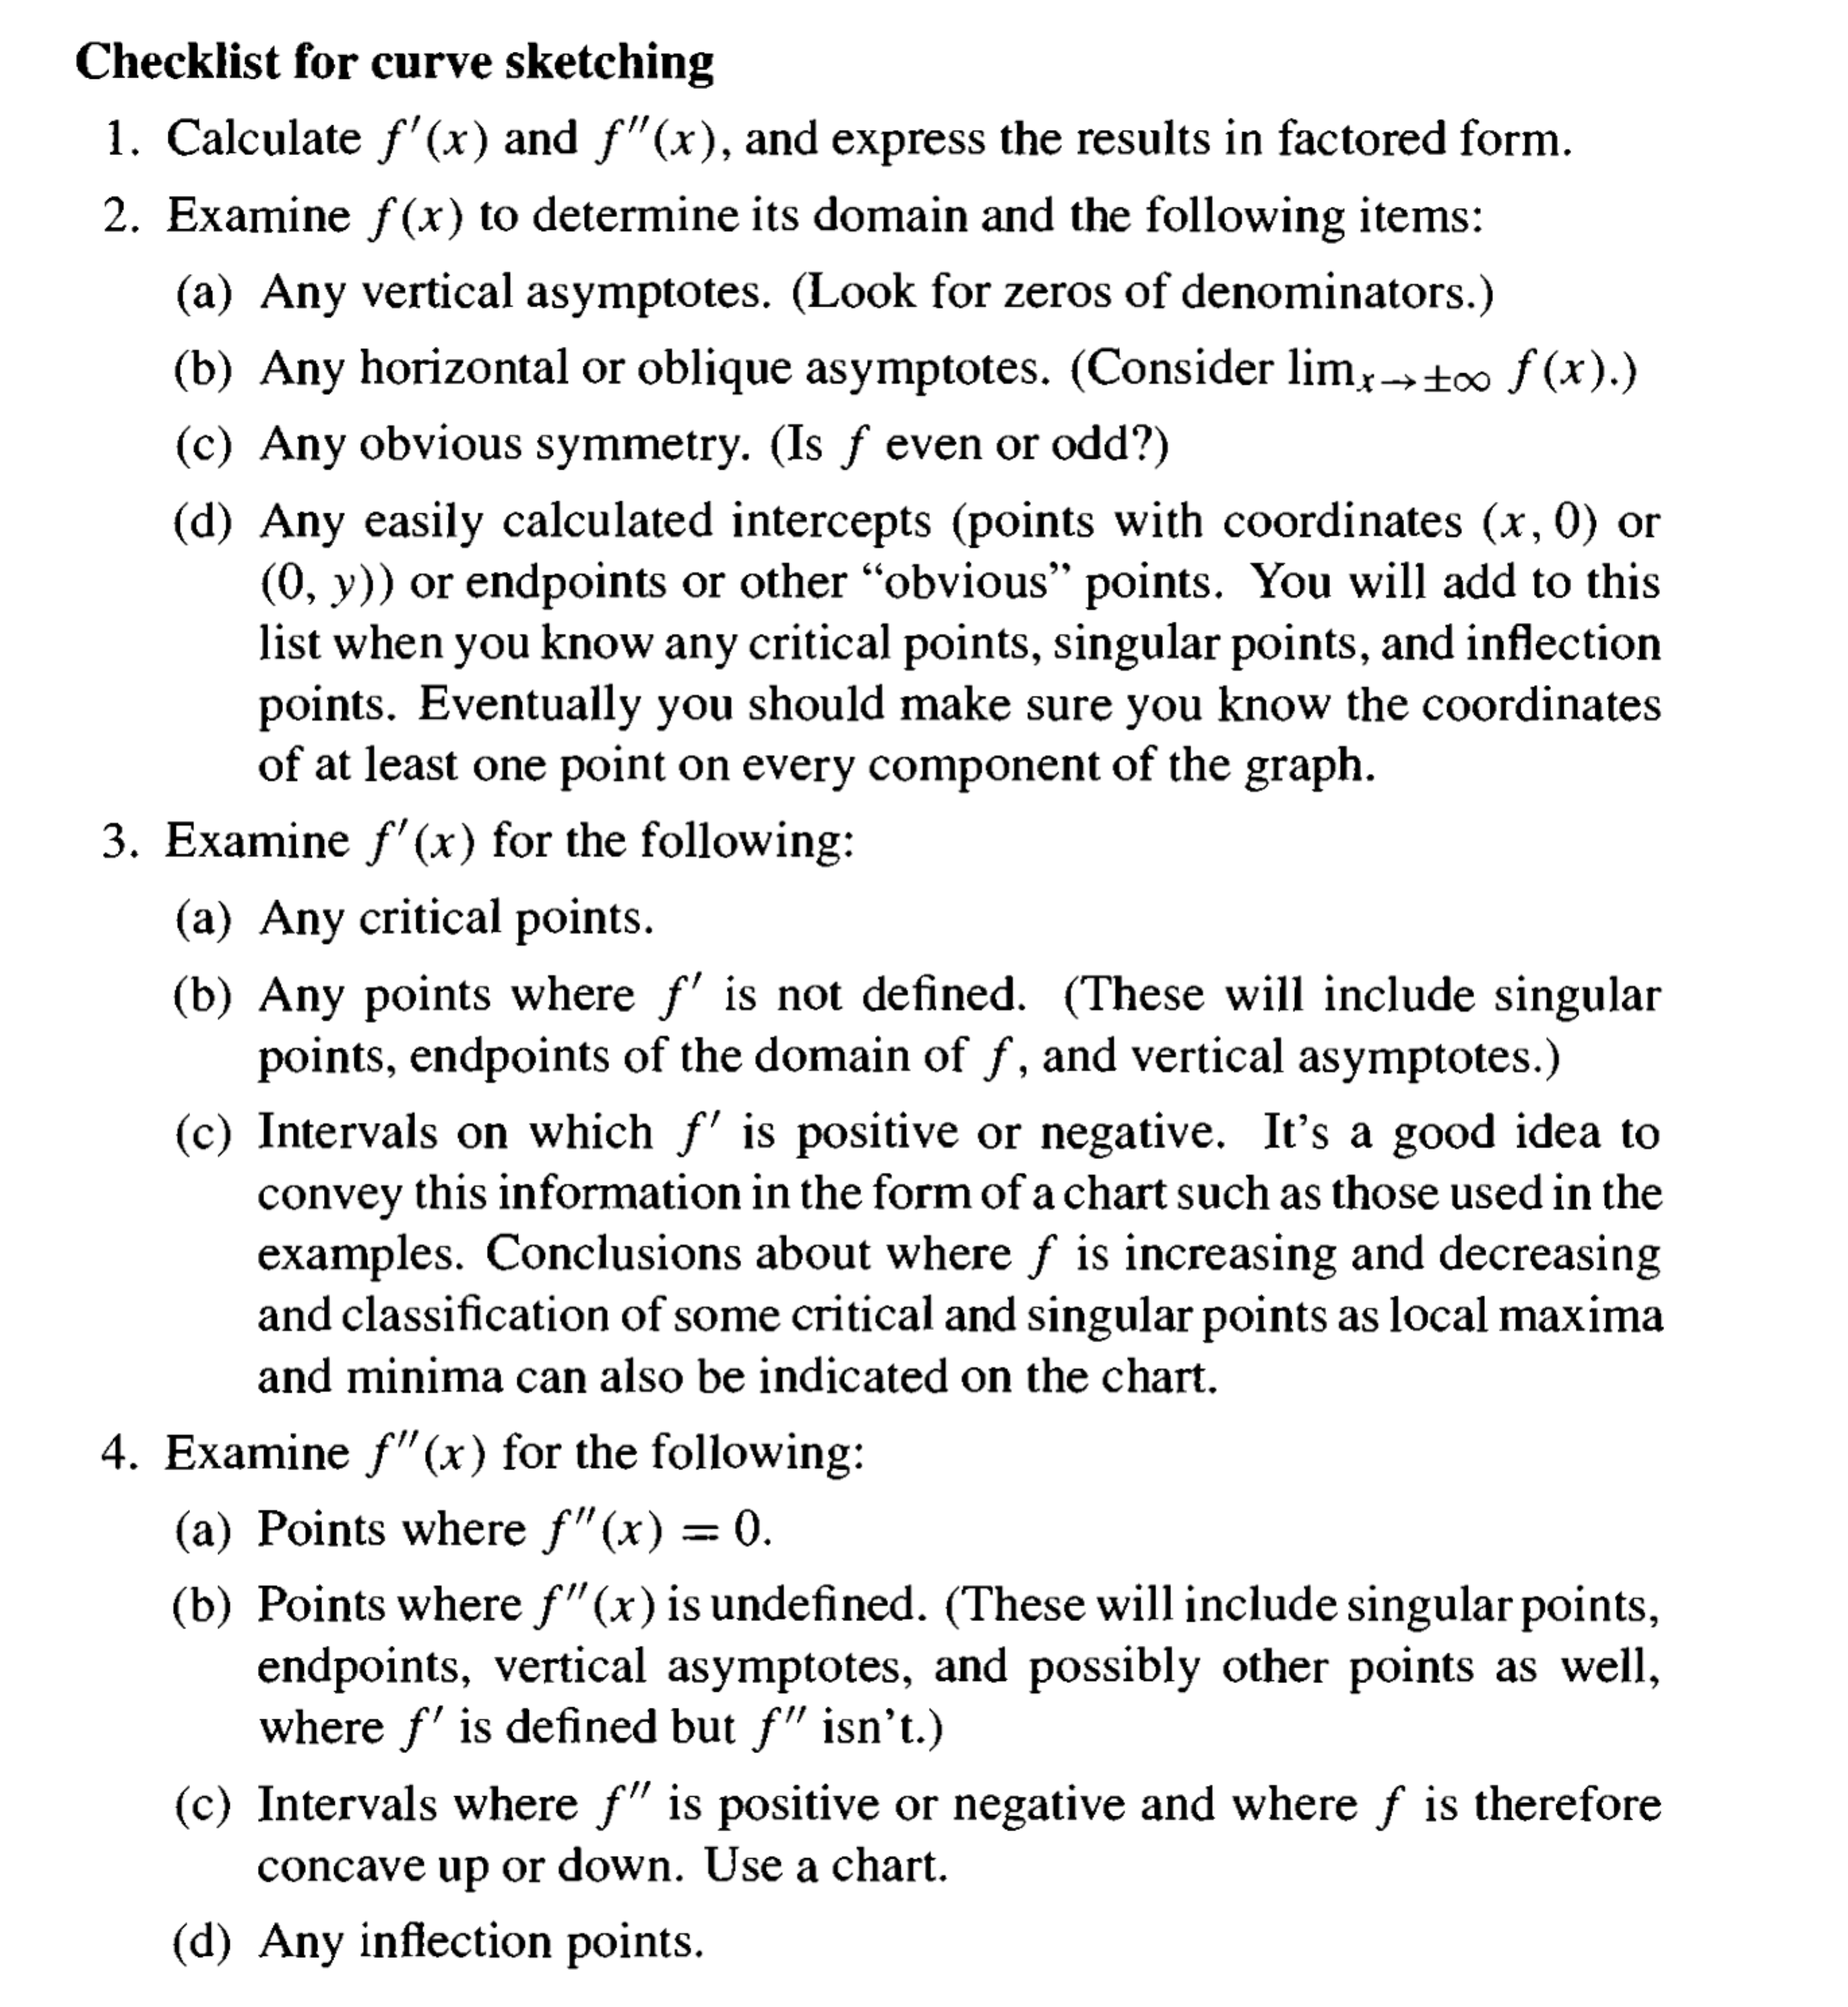 Checklist for curve sketching
1. Calculate f′(x) and f″(x), and express the results in factored form.
2. Examine f(x) to determine its domain and the following items:
(a) Any vertical asymptotes. (Look for zeros of denominators.)
(b) Any horizontal or oblique asymptotes. (Consider lim_{x→±∞} f(x).)
(c) Any obvious symmetry. (Is f even or odd?)
(d) Any easily calculated intercepts (points with coordinates (x, 0) or
(0, y)) or endpoints or other “obvious” points. You will add to this
list when you know any critical points, singular points, and inflection
points. Eventually you should make sure you know the coordinates
of at least one point on every component of the graph.
3. Examine f′(x) for the following:
(a) Any critical points.
(b) Any points where f′ is not defined. (These will include singular
points, endpoints of the domain of f, and vertical asymptotes.)
(c) Intervals on which f′ is positive or negative. It’s a good idea to
convey this information in the form of a chart such as those used in the
examples. Conclusions about where f is increasing and decreasing
and classification of some critical and singular points as local maxima
and minima can also be indicated on the chart.
4. Examine f″(x) for the following:
(a) Points where f″(x) = 0.
(b) Points where f″(x) is undefined. (These will include singular points,
endpoints, vertical asymptotes, and possibly other points as well,
where f′ is defined but f″ isn’t.)
(c) Intervals where f″ is positive or negative and where f is therefore
concave up or down. Use a chart.
(d) Any inflection points.